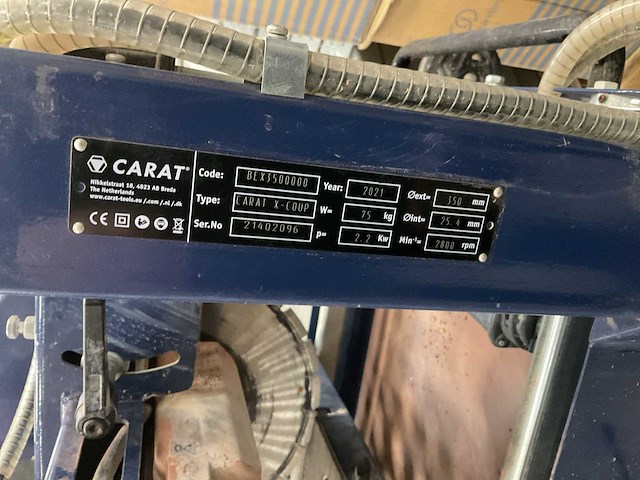 CARAT®
Nikkelstraat 18, 4823 AB Breda
The Netherlands
www.carat-tools.eu /.com /.nl /.dk
CE
Code: BEX3500000
Type: CARAT X-COUP
Ser.No 21402096
Year: 2021
W= 75 kg
P= 2.2 Kw
Øext= 350 mm
Øint= 25.4 mm
Min⁻¹= 2800 rpm